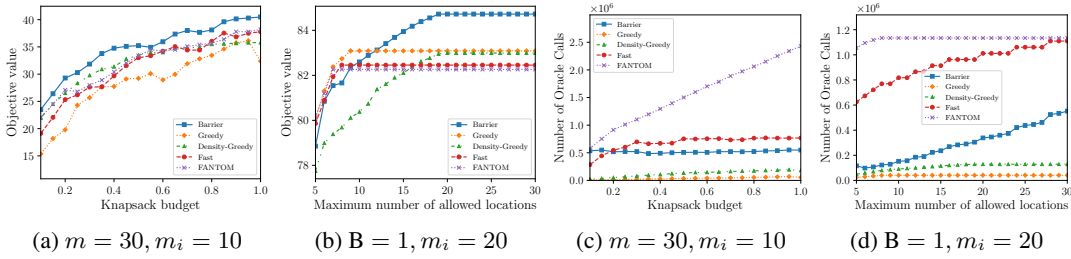 Objective value
40
35
30
25
20
15
0.2 0.4 0.6 0.8 1.0
Knapsack budget
Barrier
Greedy
Density-Greedy
Fast
FANTOM
(a) m = 30, m_i = 10
Objective value
84
82
80
78
5 10 15 20 25 30
Maximum number of allowed locations
Barrier
Greedy
Density-Greedy
Fast
FANTOM
(b) B = 1, m_i = 20
×10^6
Number of Oracle Calls
2.5
2.0
1.5
1.0
0.5
0.0
0.2 0.4 0.6 0.8 1.0
Knapsack budget
Barrier
Greedy
Density-Greedy
Fast
FANTOM
(c) m = 30, m_i = 10
×10^6
Number of Oracle Calls
1.2
1.0
0.8
0.6
0.4
0.2
0.0
5 10 15 20 25 30
Maximum number of allowed locations
Barrier
Greedy
Density-Greedy
Fast
FANTOM
(d) B = 1, m_i = 20